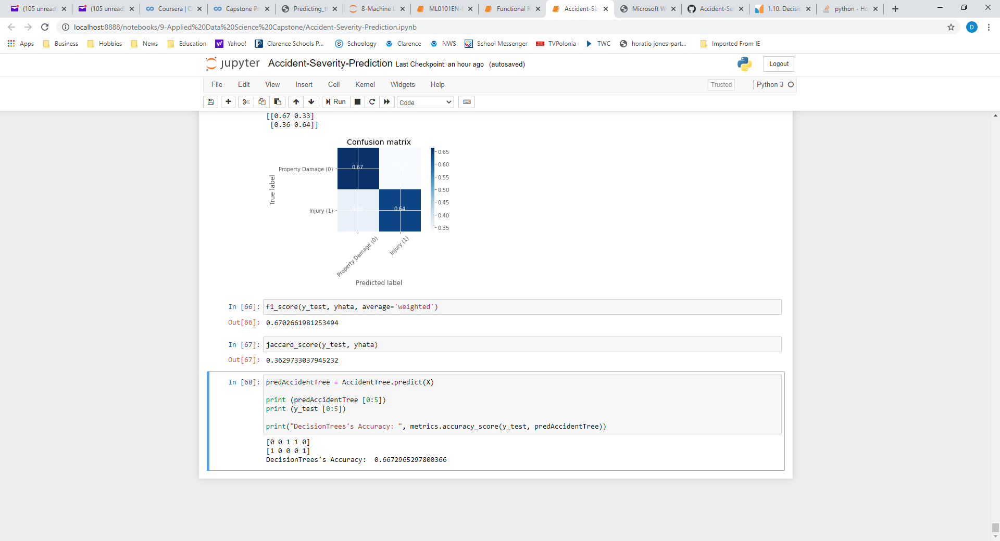 (105 unread
(105 unread
Coursera | C
Capstone Pr
Predicting_t
8-Machine L
ML0101EN-
Functional R
Accident-Se
Microsoft W
Accident-Se
1.10. Decisio
python - Ho
localhost:8888/notebooks/9-Applied%20Data%20Science%20Capstone/Accident-Severity-Prediction.ipynb
D
Apps Business Hobbies News Education Yahoo! Clarence Schools P... Schoology Clarence NWS School Messenger TVPolonia TWC horatio jones-part... Imported From IE
jupyter Accident-Severity-Prediction Last Checkpoint: an hour ago (autosaved)
Logout
File Edit View Insert Cell Kernel Widgets Help
Trusted Python 3
Run Code
[[0.67 0.33]
[0.36 0.64]]
Confusion matrix
True label
Property Damage (0)
Injury (1)
0.67
0.36 0.64
0.65
0.60
0.55
0.50
0.45
0.40
0.35
Property Damage (0)
Injury (1)
Predicted label
In [66]: f1_score(y_test, yhata, average='weighted')
Out[66]: 0.6702661981253494
In [67]: jaccard_score(y_test, yhata)
Out[67]: 0.3629733037945232
In [68]: predAccidentTree = AccidentTree.predict(X)
print (predAccidentTree [0:5])
print (y_test [0:5])
print("DecisionTrees's Accuracy: ", metrics.accuracy_score(y_test, predAccidentTree))
[0 0 1 1 0]
[1 0 0 0 1]
DecisionTrees's Accuracy:  0.6672965297800366